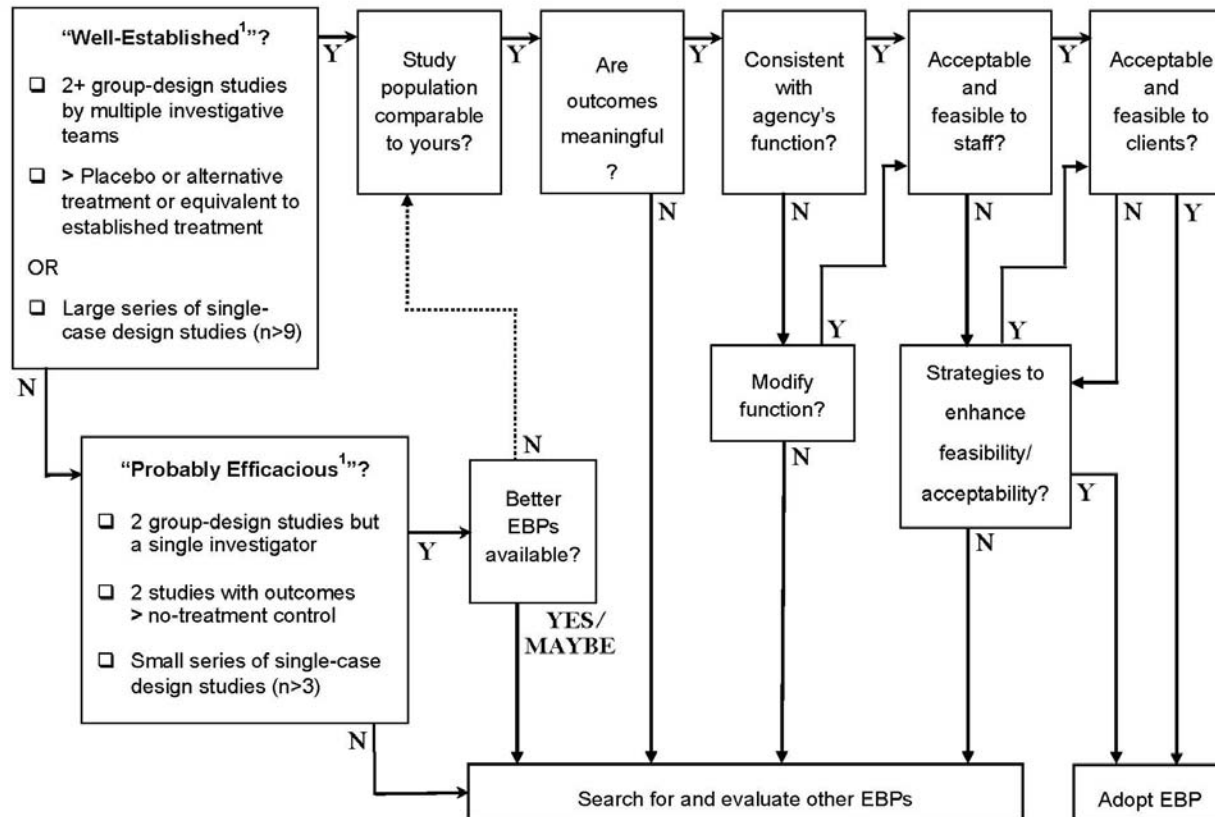 “Well-Established1”?
❑ 2+ group-design studies
by multiple investigative
teams
❑ > Placebo or alternative
treatment or equivalent to
established treatment
OR
❑ Large series of single-
case design studies (n>9)
Y
Study
population
comparable
to yours?
Y
Are
outcomes
meaningful
?
Y
Consistent
with
agency’s
function?
Y
Acceptable
and
feasible to
staff?
Y
Acceptable
and
feasible to
clients?
N
N
N
N
Y
N
Y
Modify
function?
N
Y
Strategies to
enhance
feasibility/
acceptability?
Y
N
“Probably Efficacious1”?
❑ 2 group-design studies but
a single investigator
❑ 2 studies with outcomes
> no-treatment control
❑ Small series of single-case
design studies (n>3)
Y
N
N
Better
EBPs
available?
YES/
MAYBE
Search for and evaluate other EBPs
Adopt EBP